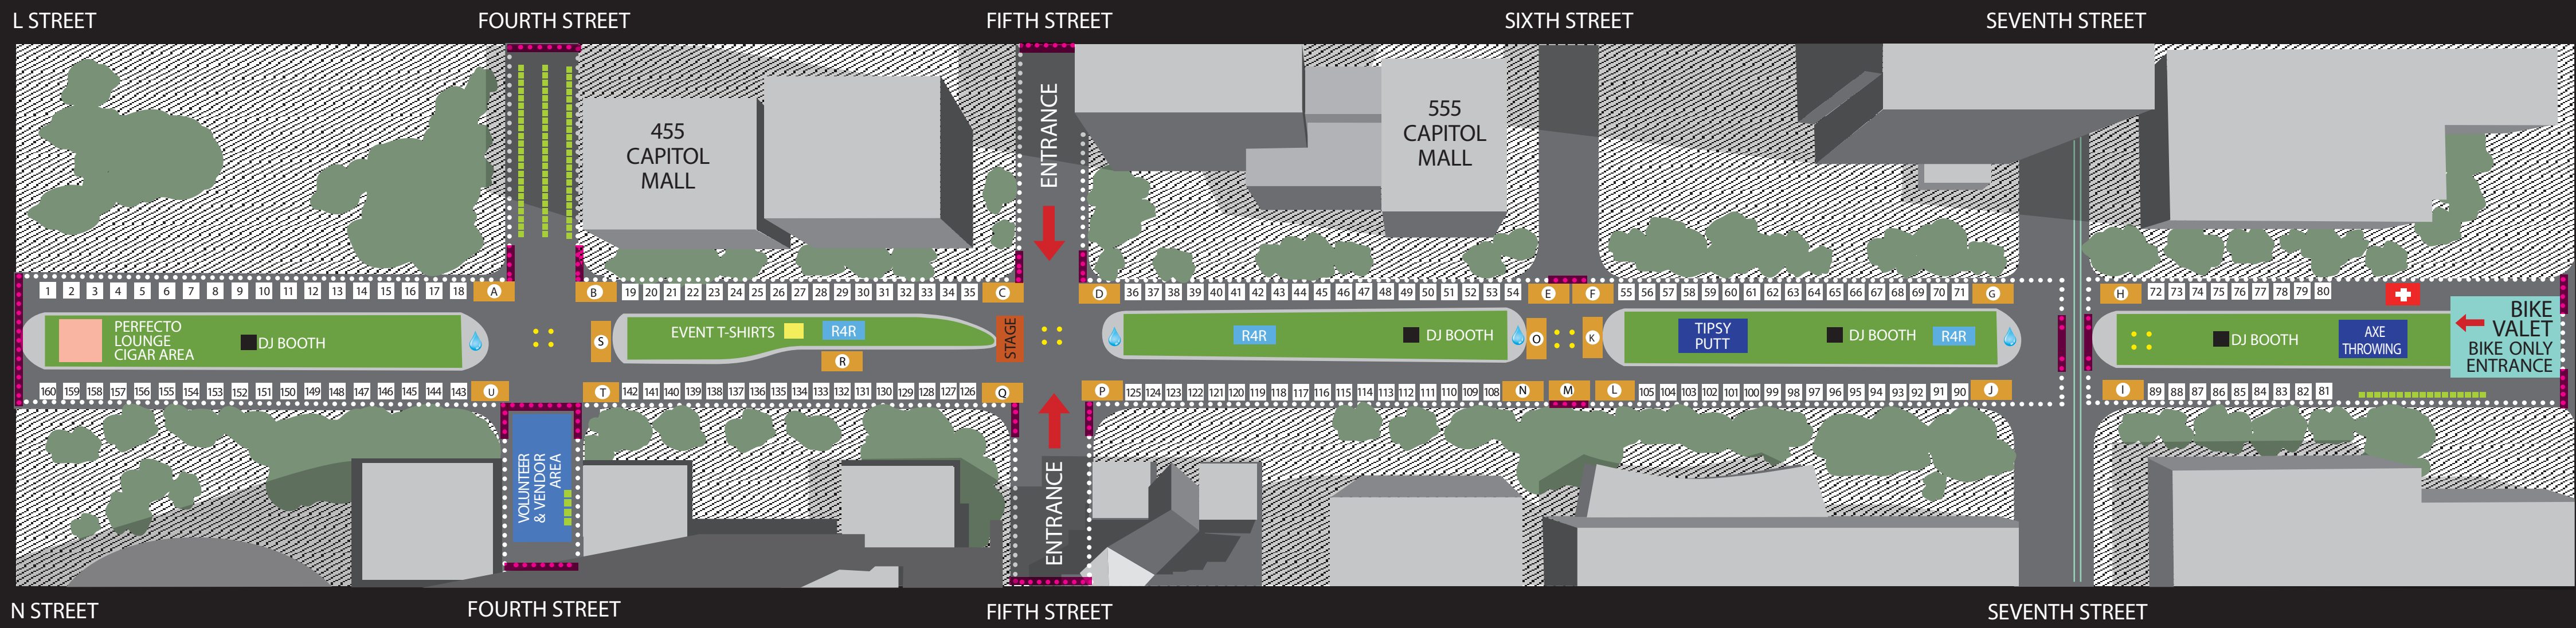 L STREET
FOURTH STREET
FIFTH STREET
SIXTH STREET
SEVENTH STREET
455
CAPITOL
MALL
ENTRANCE
555
CAPITOL
MALL
1 2 3 4 5 6 7 8 9 10 11 12 13 14 15 16 17 18 A
B 19 20 21 22 23 24 25 26 27 28 29 30 31 32 33 34 35 C
D 36 37 38 39 40 41 42 43 44 45 46 47 48 49 50 51 52 53 54 E
F 55 56 57 58 59 60 61 62 63 64 65 66 67 68 69 70 71 G
H 72 73 74 75 76 77 78 79 80
PERFECTO
LOUNGE
CIGAR AREA
DJ BOOTH
S
EVENT T-SHIRTS
R4R
R
STAGE
R4R
DJ BOOTH
O
K
TIPSY
PUTT
DJ BOOTH
R4R
DJ BOOTH
AXE
THROWING
BIKE
VALET
BIKE ONLY
ENTRANCE
160 159 158 157 156 155 154 153 152 151 150 149 148 147 146 145 144 143 U
T 142 141 140 139 138 137 136 135 134 133 132 131 130 129 128 127 126 Q
P 125 124 123 122 121 120 119 118 117 116 115 114 113 112 111 110 109 108 N
M
L 105 104 103 102 101 100 99 98 97 96 95 94 93 92 91 90 J
I 89 88 87 86 85 84 83 82 81
VOLUNTEER
& VENDOR
AREA
ENTRANCE
N STREET
FOURTH STREET
FIFTH STREET
SEVENTH STREET